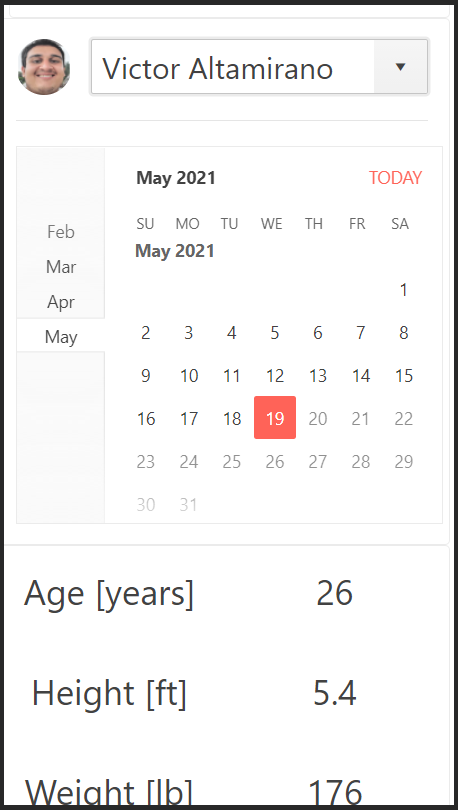 Victor Altamirano
May 2021 TODAY
SU MO TU WE TH FR SA
Feb
Mar
Apr
May
May 2021
1
2 3 4 5 6 7 8
9 10 11 12 13 14 15
16 17 18 19 20 21 22
23 24 25 26 27 28 29
30 31
Age [years] 26
Height [ft] 5.4
Weight [lb] 176